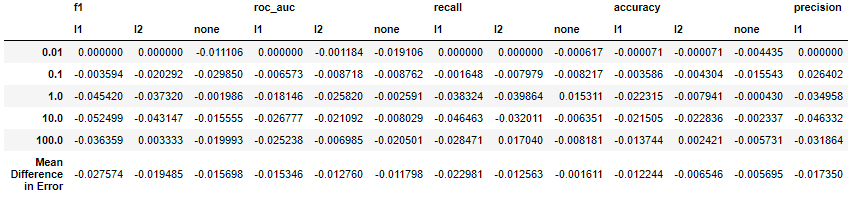 f1 roc_auc recall accuracy precision
l1 l2 none l1 l2 none l1 l2 none l1 l2 none l1
0.01 0.000000 0.000000 -0.011106 0.000000 -0.001184 -0.019106 0.000000 0.000000 -0.000617 -0.000071 -0.000071 -0.004435 0.000000
0.1 -0.003594 -0.020292 -0.029850 -0.006573 -0.008718 -0.008762 -0.001648 -0.007979 -0.008217 -0.003586 -0.004304 -0.015543 0.026402
1.0 -0.045420 -0.037320 -0.001986 -0.018146 -0.025820 -0.002591 -0.038324 -0.039864 0.015311 -0.022315 -0.007941 -0.000430 -0.034958
10.0 -0.052499 -0.043147 -0.015555 -0.026777 -0.021092 -0.008029 -0.046463 -0.032011 -0.006351 -0.021505 -0.022836 -0.002337 -0.046332
100.0 -0.036359 0.003333 -0.019993 -0.025238 -0.006985 -0.020501 -0.028471 0.017040 -0.008181 -0.013744 0.002421 -0.005731 -0.031864
Mean
Difference -0.027574 -0.019485 -0.015698 -0.015346 -0.012760 -0.011798 -0.022981 -0.012563 -0.001611 -0.012244 -0.006546 -0.005695 -0.017350
in Error